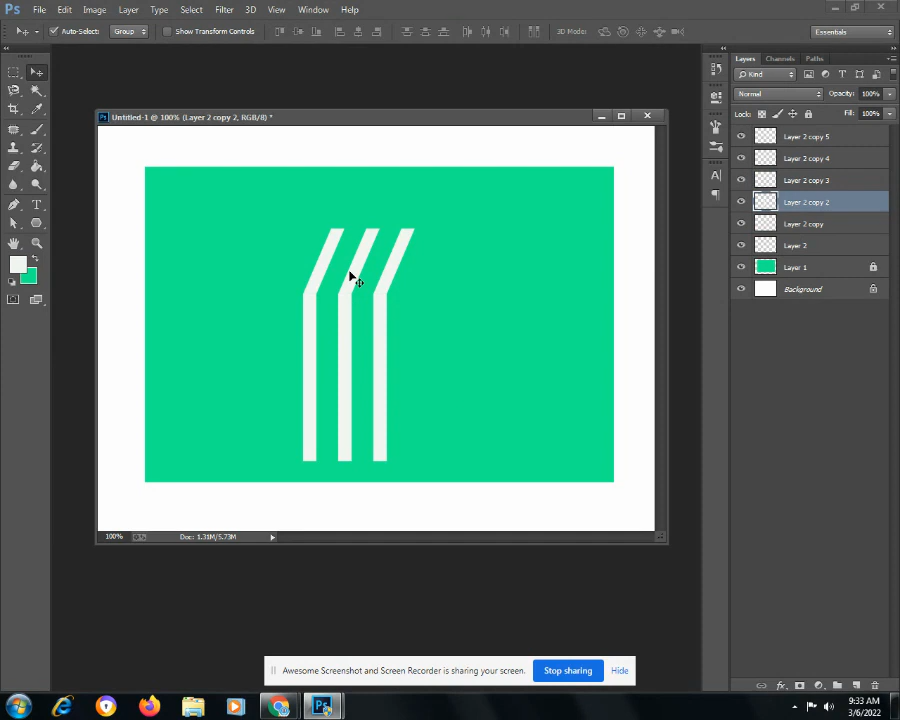 Ps File Edit Image Layer Type Select Filter 3D View Window Help
Auto-Select: Group Show Transform Controls 3D Mode: Essentials
Layers Channels Paths
Kind
Normal Opacity: 100%
Lock: Fill: 100%
Untitled-1 @ 100% (Layer 2 copy 2, RGB/8) *
Layer 2 copy 5
Layer 2 copy 4
Layer 2 copy 3
Layer 2 copy 2
Layer 2 copy
Layer 2
Layer 1
Background
100% Doc: 1.31M/5.73M
Awesome Screenshot and Screen Recorder is sharing your screen. Stop sharing Hide
Ps
9:33 AM
3/6/2022